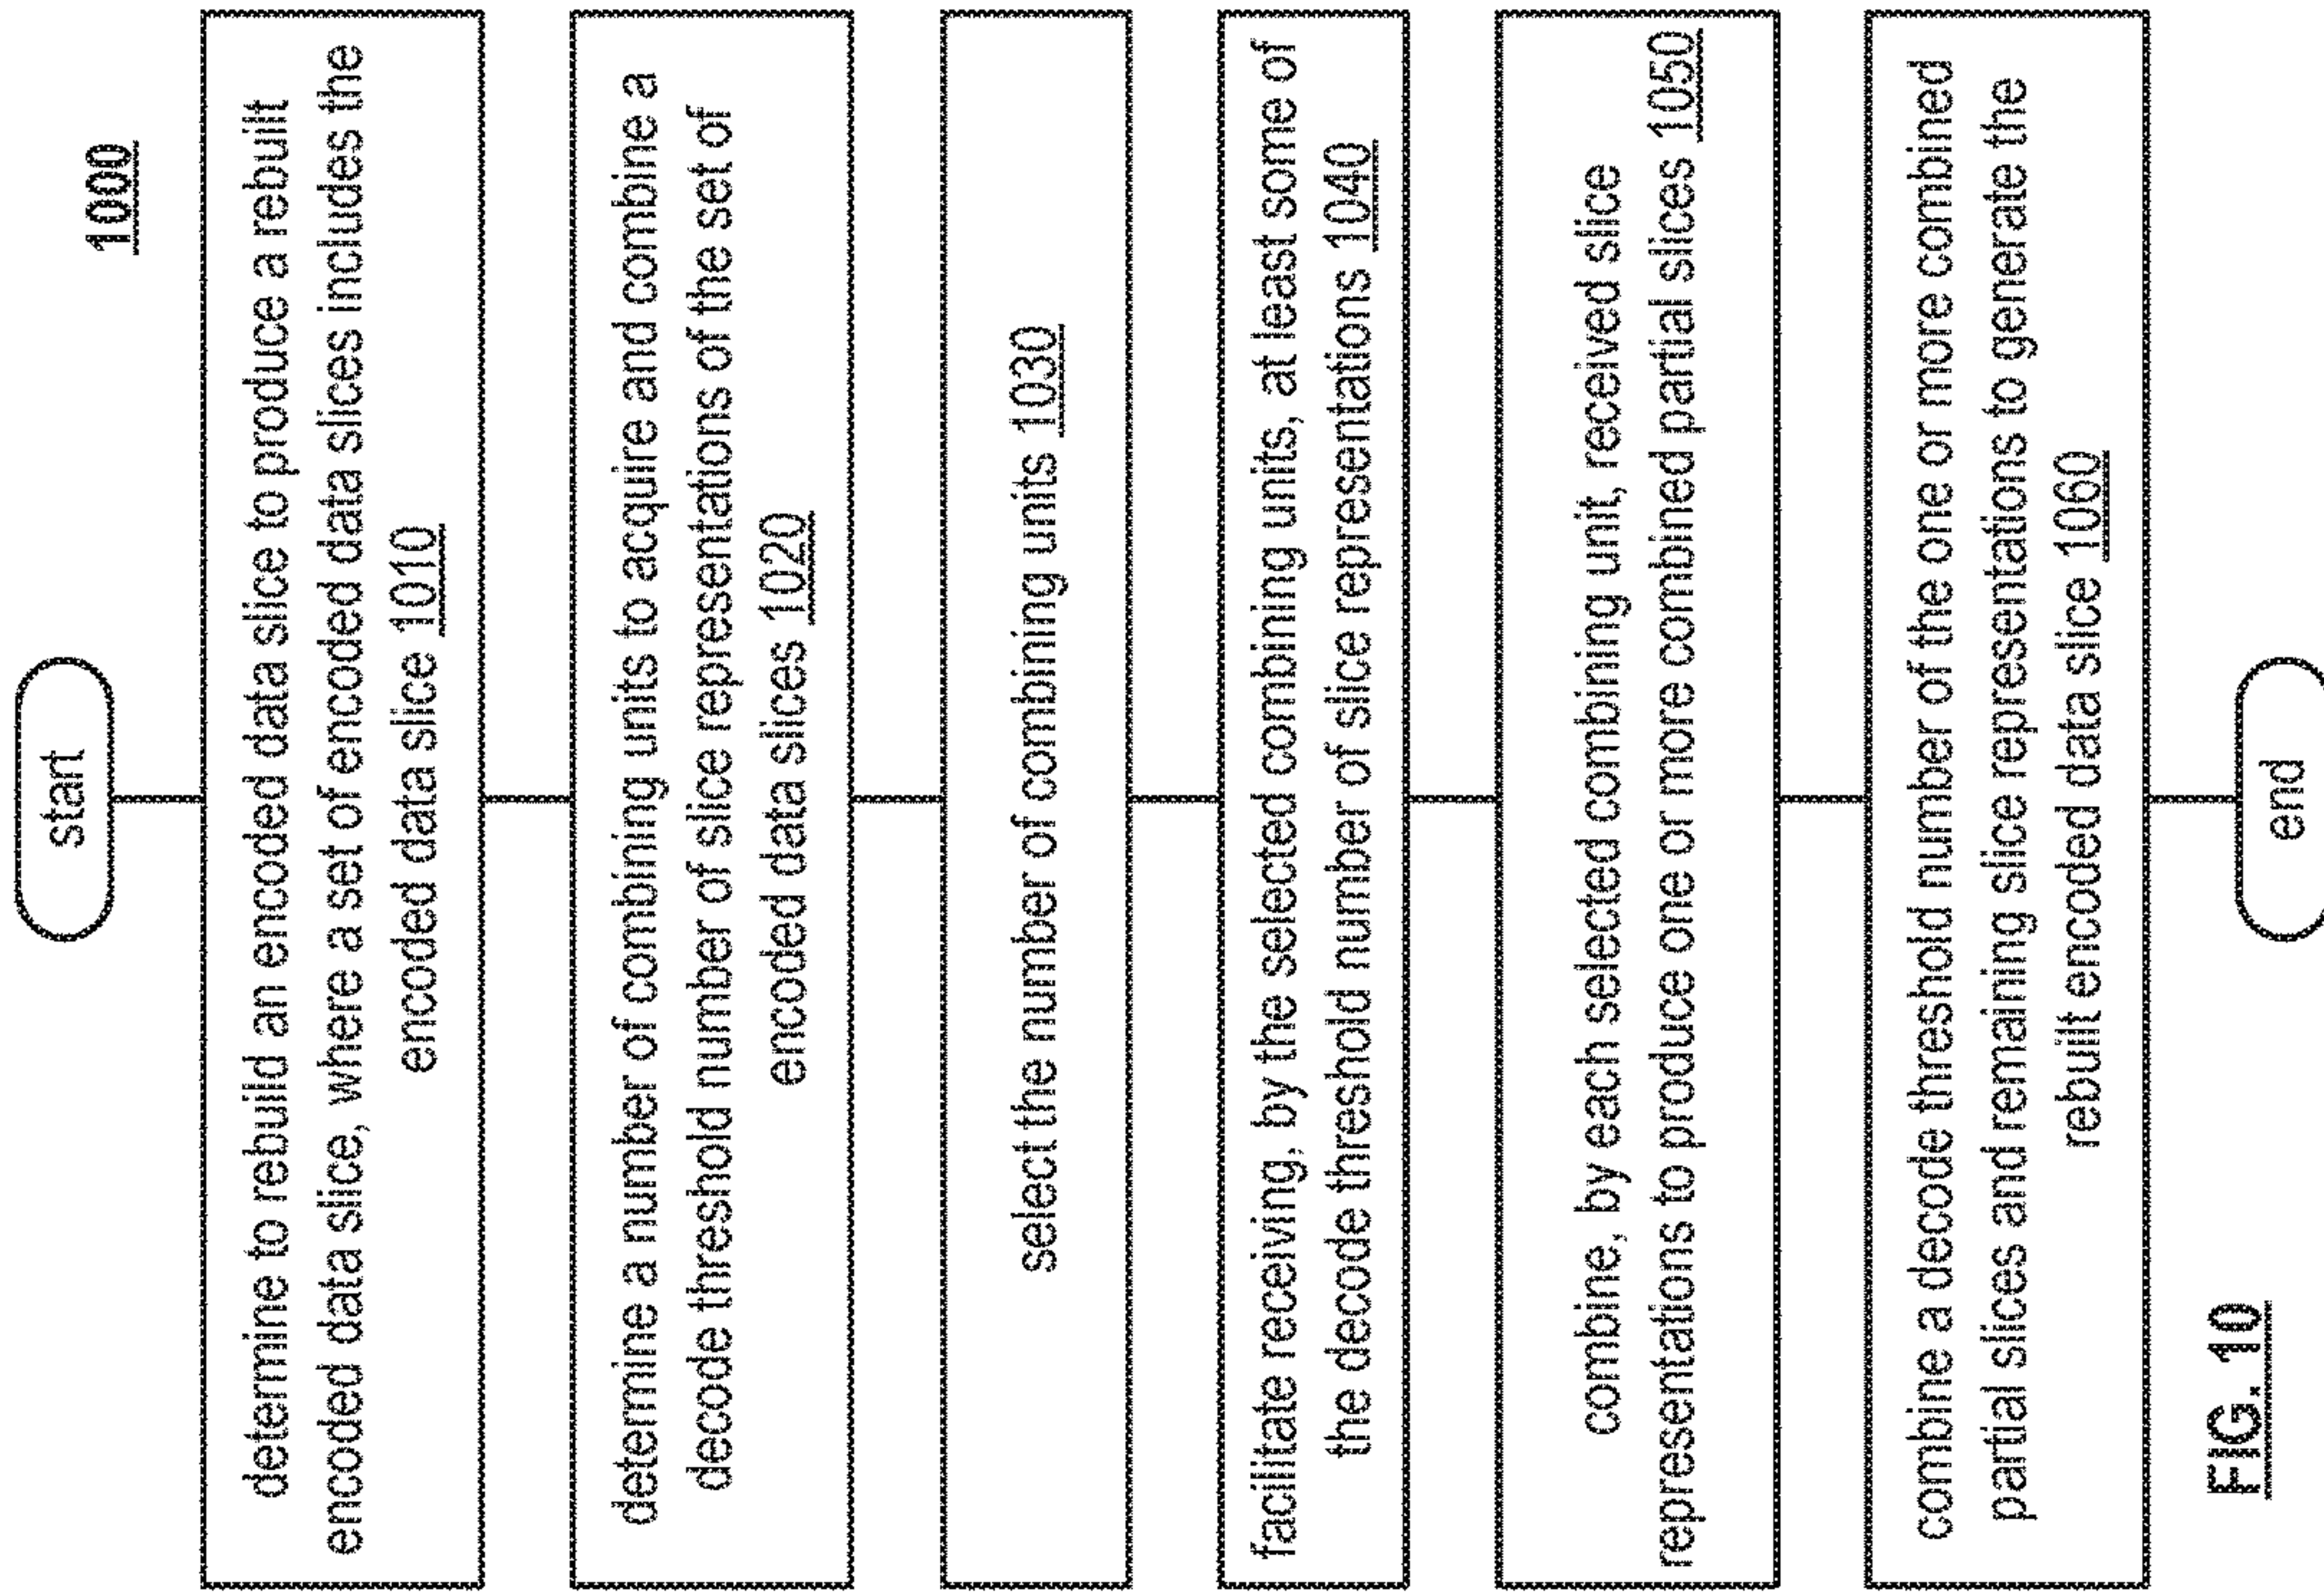 1000
start
determine to rebuild an encoded data slice to produce a rebuilt
encoded data slice, where a set of encoded data slices includes the
encoded data slice 1010
determine a number of combining units to acquire and combine a
decode threshold number of slice representations of the set of
encoded data slices 1020
select the number of combining units 1030
facilitate receiving, by the selected combining units, at least some of
the decode threshold number of slice representations 1040
combine, by each selected combining unit, received slice
representations to produce one or more combined partial slices 1050
combine a decode threshold number of the one or more combined
partial slices and remaining slice representations to generate the
rebuilt encoded data slice 1060
end
FIG. 10